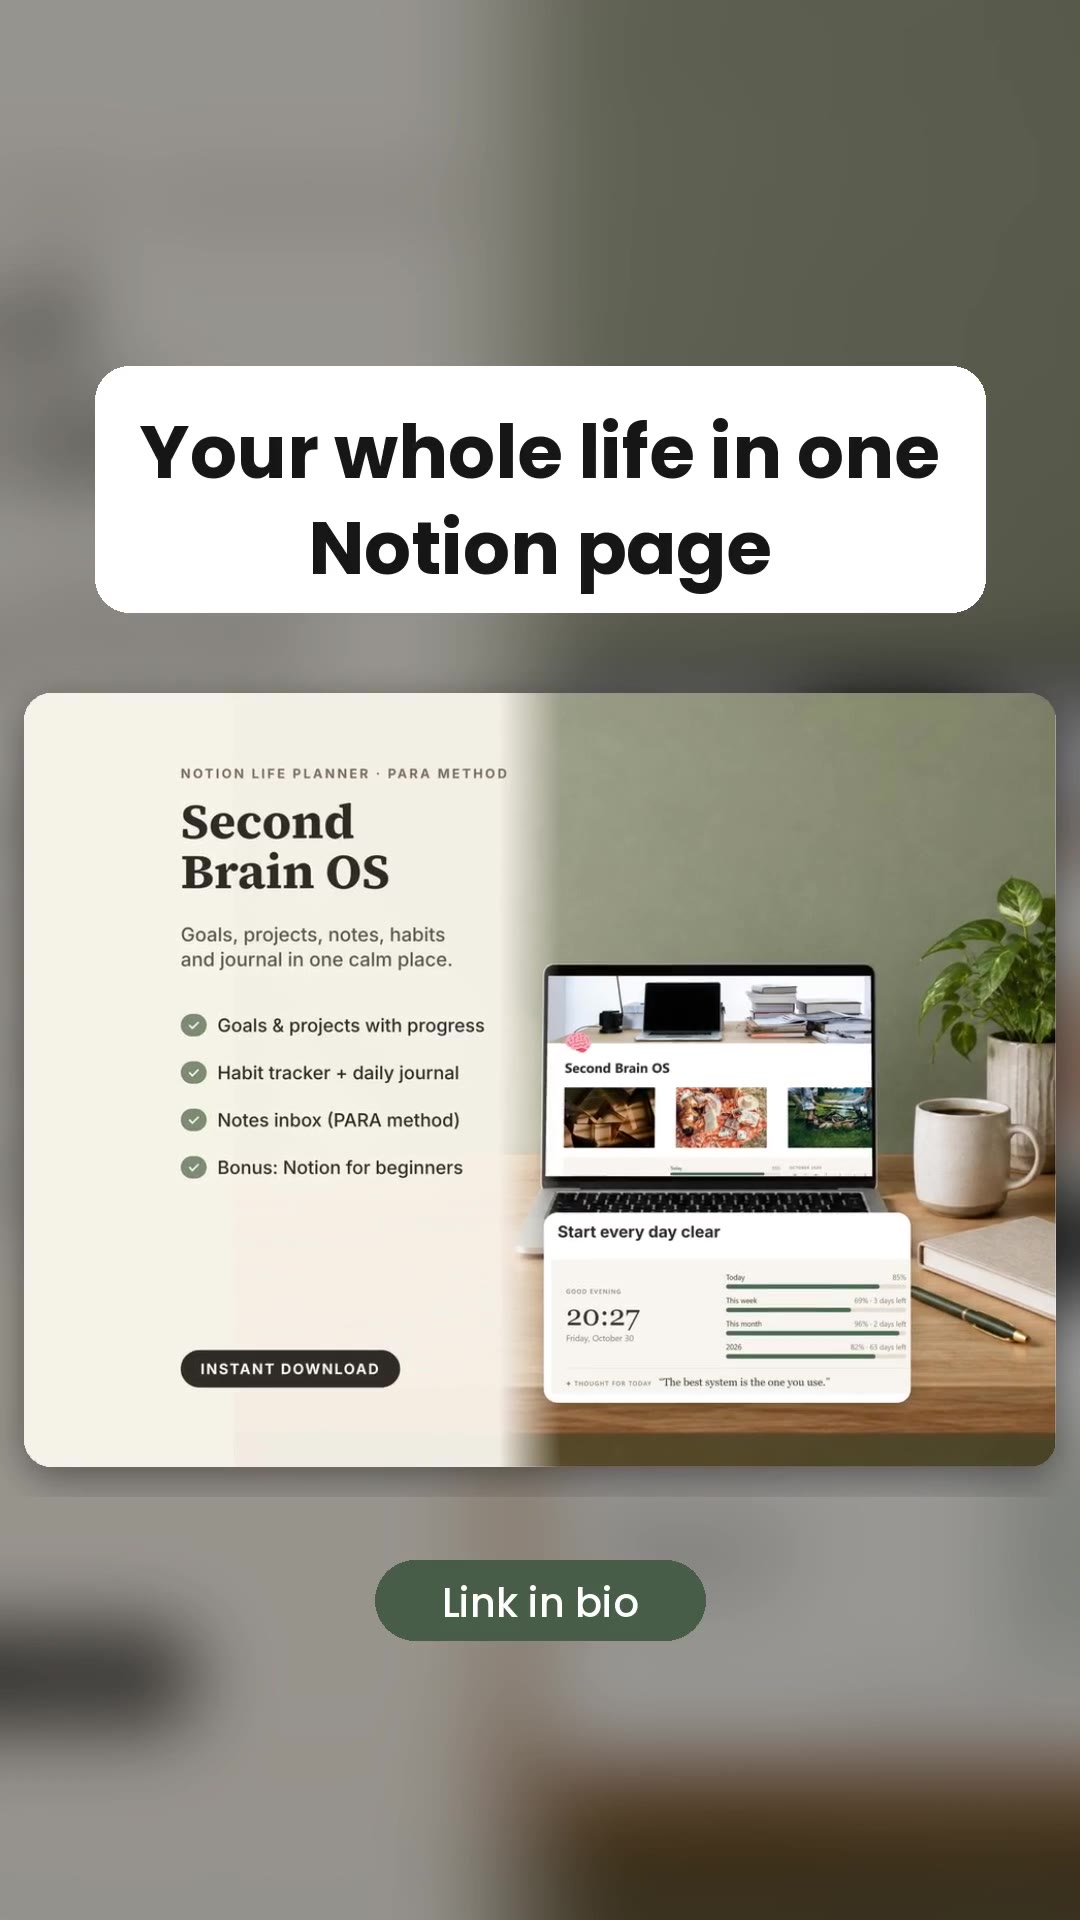 Your whole life in one
Notion page
NOTION LIFE PLANNER · PARA METHOD
Second
Brain OS
Goals, projects, notes, habits
and journal in one calm place.
Goals & projects with progress
Habit tracker + daily journal
Notes inbox (PARA method)
Bonus: Notion for beginners
INSTANT DOWNLOAD
Second Brain OS
Today
OCTOBER 2026
Start every day clear
GOOD EVENING
20:27
Friday, October 30
Today 85%
This week 69% · 3 days left
This month 96% · 2 days left
2026 82% · 63 days left
✦ THOUGHT FOR TODAY "The best system is the one you use."
Link in bio